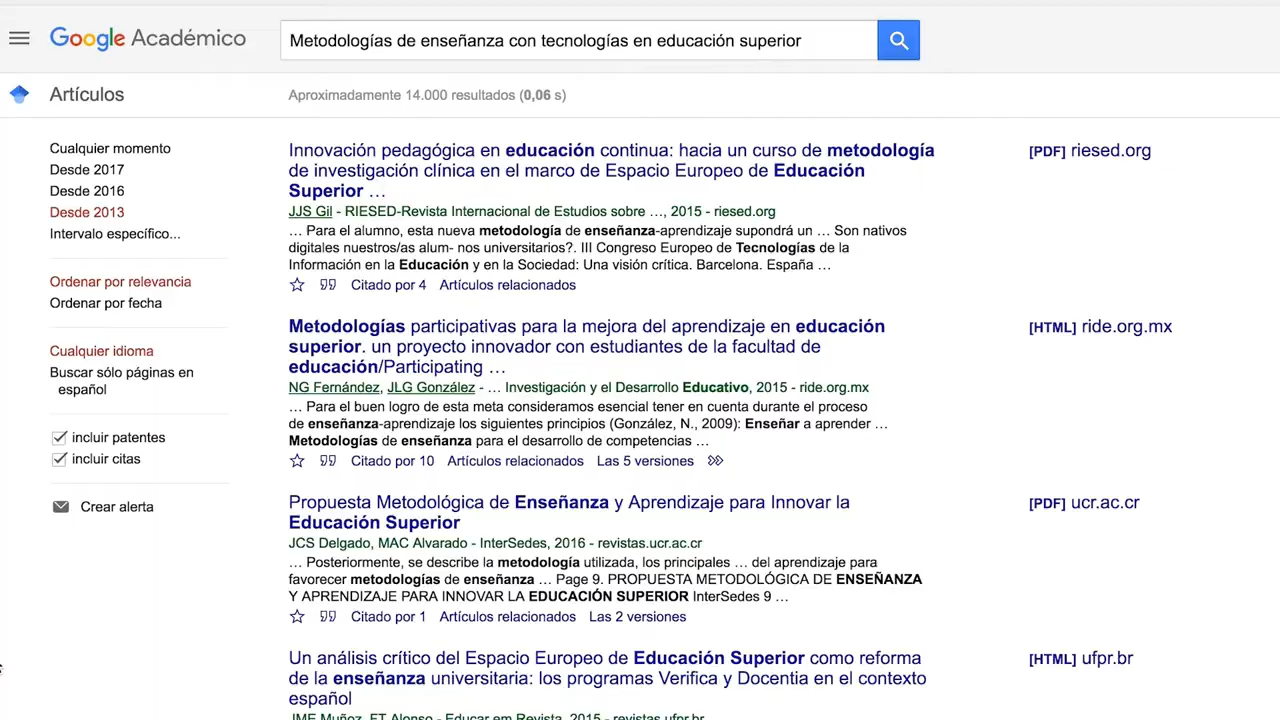 Google Académico
Metodologías de enseñanza con tecnologías en educación superior
Artículos
Aproximadamente 14.000 resultados (0,06 s)
Cualquier momento
Desde 2017
Desde 2016
Desde 2013
Intervalo específico...
Ordenar por relevancia
Ordenar por fecha
Cualquier idioma
Buscar sólo páginas en
español
incluir patentes
incluir citas
Crear alerta
Innovación pedagógica en educación continua: hacia un curso de metodología
de investigación clínica en el marco de Espacio Europeo de Educación
Superior …
JJS Gil - RIESED-Revista Internacional de Estudios sobre …, 2015 - riesed.org
… Para el alumno, esta nueva metodología de enseñanza-aprendizaje supondrá un … Son nativos
digitales nuestros/as alum- nos universitarios?. III Congreso Europeo de Tecnologías de la
Información en la Educación y en la Sociedad: Una visión crítica. Barcelona. España …
Citado por 4 Artículos relacionados
[PDF] riesed.org
Metodologías participativas para la mejora del aprendizaje en educación
superior. un proyecto innovador con estudiantes de la facultad de
educación/Participating …
NG Fernández, JLG González - … Investigación y el Desarrollo Educativo, 2015 - ride.org.mx
… Para el buen logro de esta meta consideramos esencial tener en cuenta durante el proceso
de enseñanza-aprendizaje los siguientes principios (González, N., 2009): Enseñar a aprender …
Metodologías de enseñanza para el desarrollo de competencias …
Citado por 10 Artículos relacionados Las 5 versiones
[HTML] ride.org.mx
Propuesta Metodológica de Enseñanza y Aprendizaje para Innovar la
Educación Superior
JCS Delgado, MAC Alvarado - InterSedes, 2016 - revistas.ucr.ac.cr
… Posteriormente, se describe la metodología utilizada, los principales … del aprendizaje para
favorecer metodologías de enseñanza … Page 9. PROPUESTA METODOLÓGICA DE ENSEÑANZA
Y APRENDIZAJE PARA INNOVAR LA EDUCACIÓN SUPERIOR InterSedes 9 …
Citado por 1 Artículos relacionados Las 2 versiones
[PDF] ucr.ac.cr
Un análisis crítico del Espacio Europeo de Educación Superior como reforma
de la enseñanza universitaria: los programas Verifica y Docentia en el contexto
español
JME Muñoz, FT Alonso - Educar em Revista, 2015 - revistas.ufpr.br
[HTML] ufpr.br